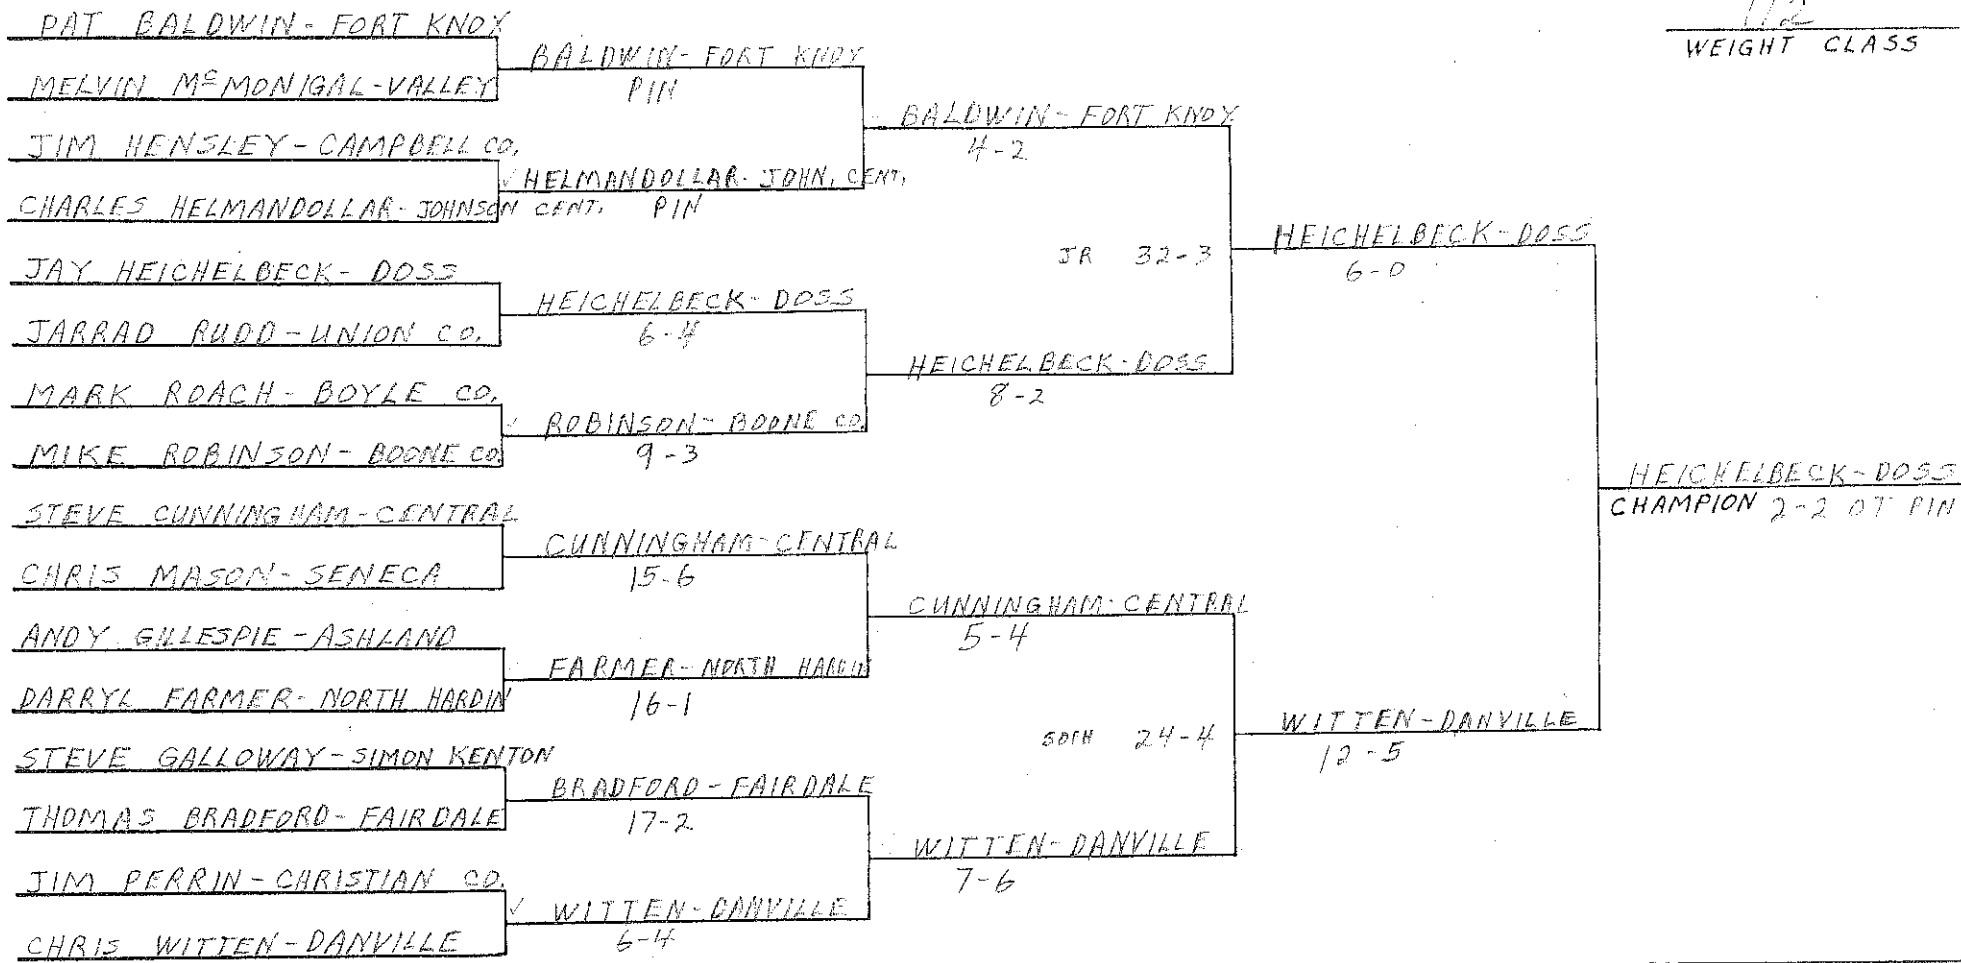 112
WEIGHT CLASS
PAT BALDWIN - FORT KNOX
MELVIN McMONIGAL - VALLEY
JIM HENSLEY - CAMPBELL CO.
CHARLES HELMANDOLLAR - JOHNSON CENT.
JAY HEICHELBECK - DOSS
JARRAD RUDD - UNION CO.
MARK ROACH - BOYLE CO.
MIKE ROBINSON - BOONE CO.
STEVE CUNNINGHAM - CENTRAL
CHRIS MASON - SENECA
ANDY GILLESPIE - ASHLAND
DARRYL FARMER - NORTH HARDIN
STEVE GALLOWAY - SIMON KENTON
THOMAS BRADFORD - FAIRDALE
JIM PERRIN - CHRISTIAN CO.
CHRIS WITTEN - DANVILLE
BALDWIN - FORT KNOX
PIN
✓ HELMANDOLLAR - JOHN. CENT.
PIN
HEICHELBECK - DOSS
6-4
✓ ROBINSON - BOONE CO.
9-3
CUNNINGHAM - CENTRAL
15-6
FARMER - NORTH HARDIN
16-1
BRADFORD - FAIRDALE
17-2
✓ WITTEN - DANVILLE
6-4
BALDWIN - FORT KNOX
4-2
HEICHELBECK - DOSS
8-2
CUNNINGHAM - CENTRAL
5-4
WITTEN - DANVILLE
7-6
JR 32-3
HEICHELBECK - DOSS
6-0
SOPH 24-4
WITTEN - DANVILLE
12-5
HEICHELBECK - DOSS
CHAMPION 2-2 OT PIN